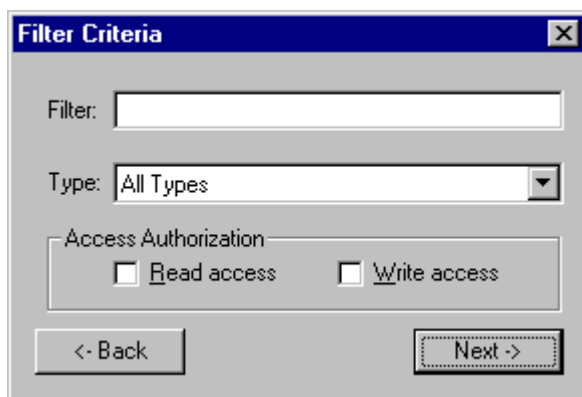 Filter Criteria
Filter:
Type: All Types
Access Authorization
Read access Write access
<- Back Next ->